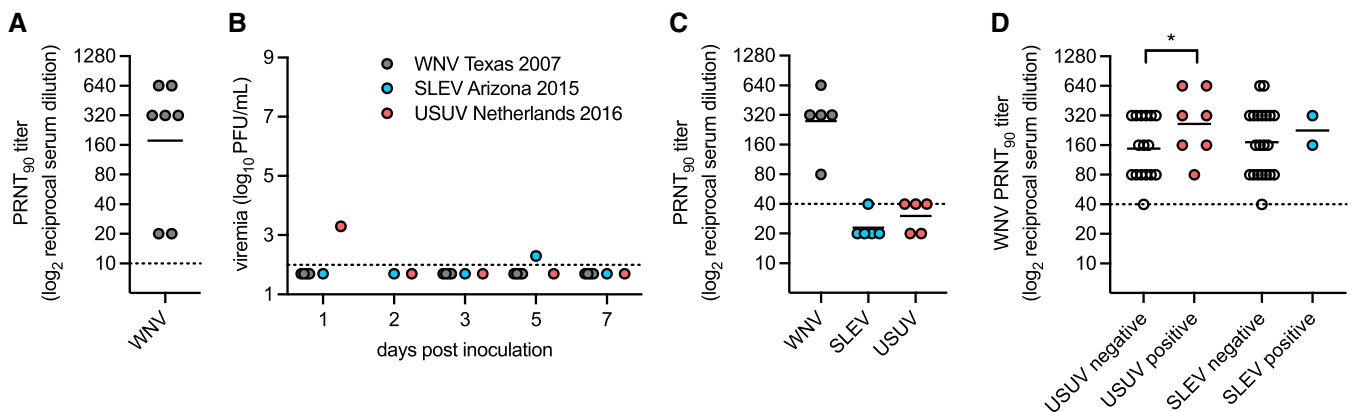 A
PRNT90 titer
(log2 reciprocal serum dilution)
1280
640
320
160
80
40
20
10
WNV
B
viremia (log10 PFU/mL)
9
7
5
3
1
WNV Texas 2007
SLEV Arizona 2015
USUV Netherlands 2016
1 2 3 5 7
days post inoculation
C
PRNT90 titer
(log2 reciprocal serum dilution)
1280
640
320
160
80
40
20
10
WNV
SLEV
USUV
D
WNV PRNT90 titer
(log2 reciprocal serum dilution)
1280
640
320
160
80
40
20
10
*
USUV negative
USUV positive
SLEV negative
SLEV positive